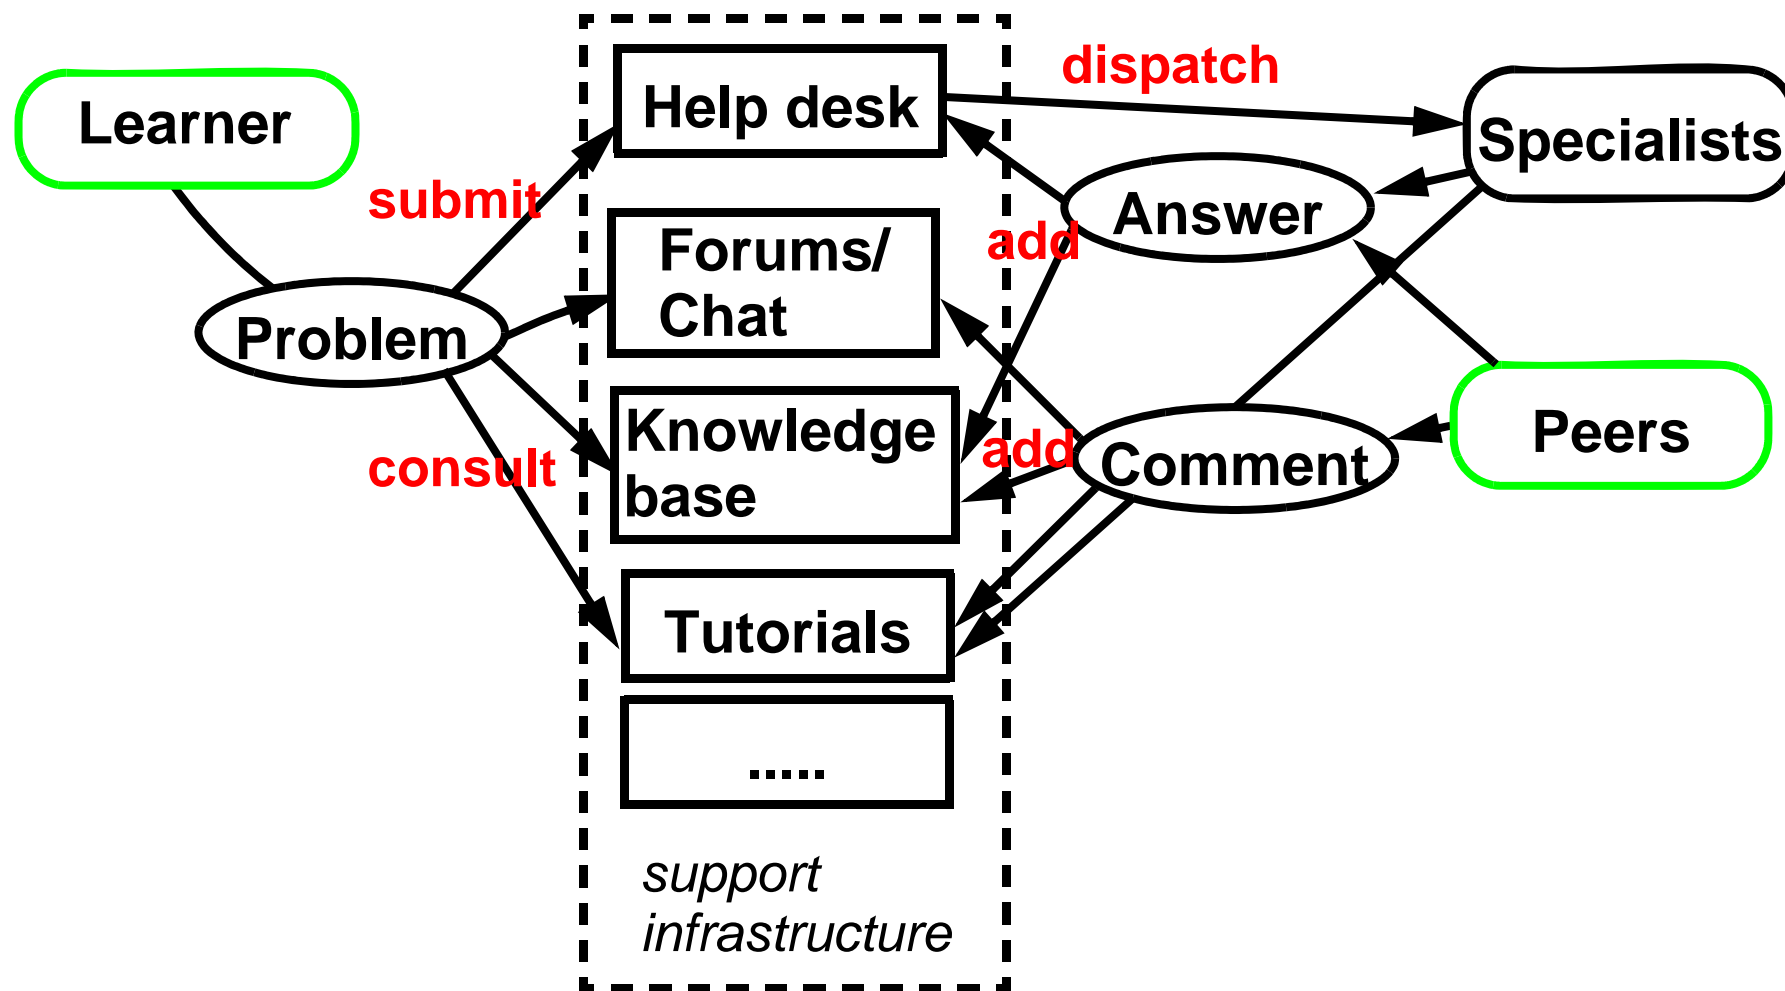 Learner
submit
Problem
consult
Help desk
Forums/
Chat
Knowledge
base
Tutorials
......
support
infrastructure
dispatch
Specialists
Answer
add
add
Comment
Peers